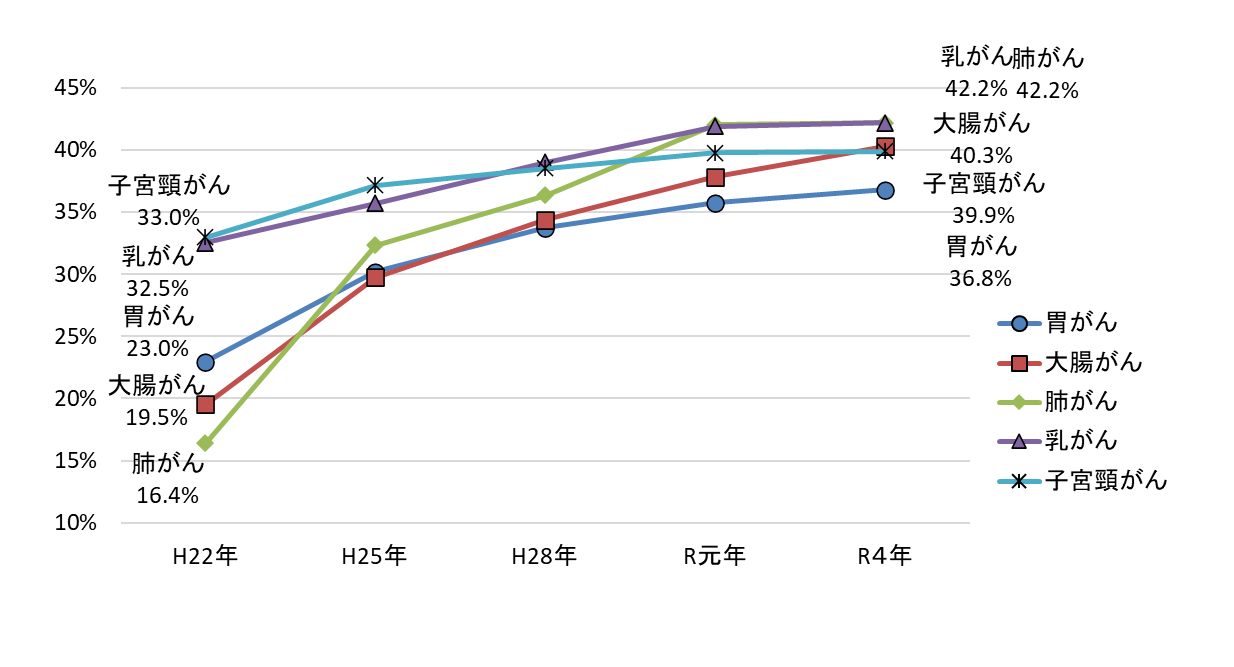 乳がん 肺がん
42.2% 42.2%
45%
大腸がん
40.3%
40%
子宮頸がん
33.0%
子宮頸がん
39.9%
35%
乳がん
32.5%
胃がん
36.8%
30%
胃がん
23.0%
25%
大腸がん
19.5%
20%
肺がん
16.4%
15%
10%
胃がん
大腸がん
肺がん
乳がん
子宮頸がん
H22年 H25年 H28年 R元年 R４年